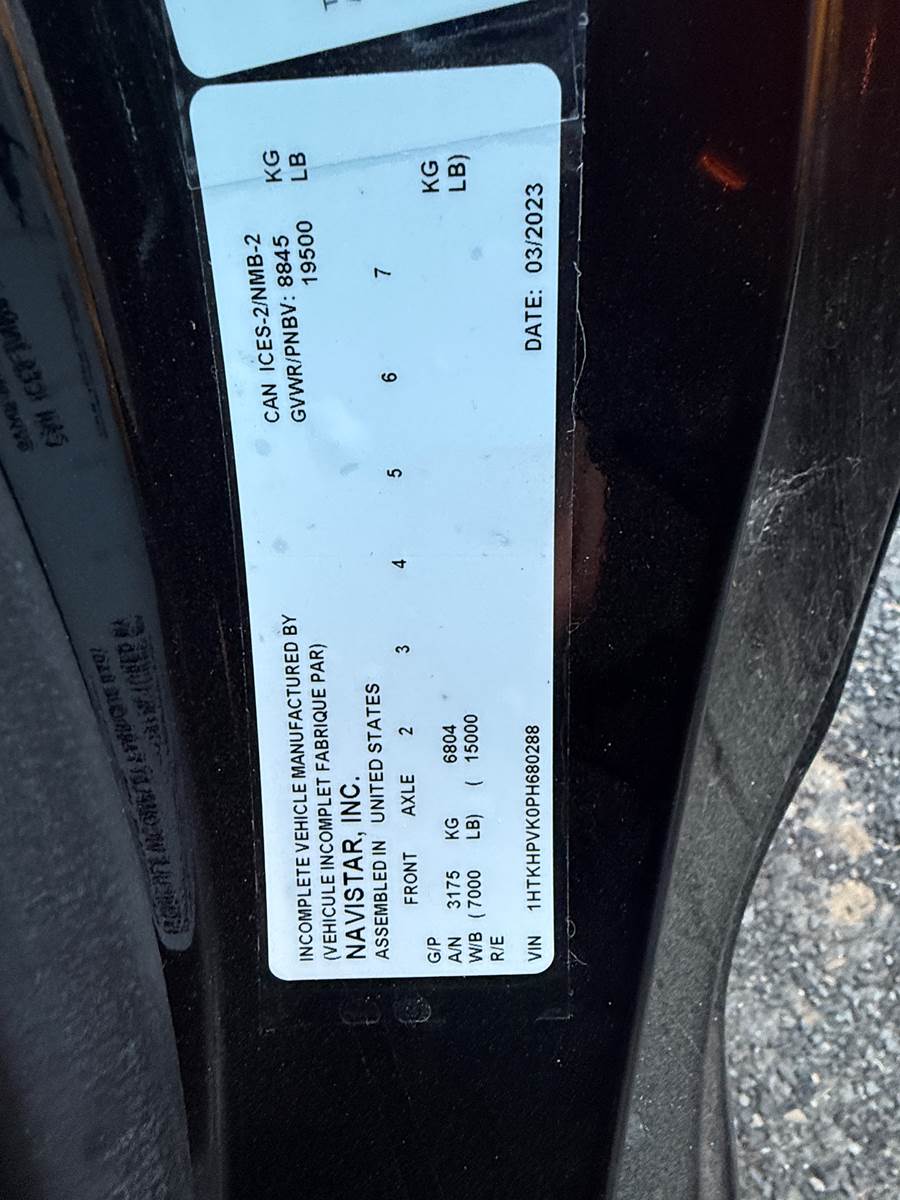 INCOMPLETE VEHICLE MANUFACTURED BY
(VEHICULE INCOMPLET FABRIQUE PAR)
NAVISTAR, INC.
ASSEMBLED IN UNITED STATES
CAN ICES-2/NMB-2
GVWR/PNBV: 8845 KG
19500 LB
FRONT AXLE 2 3 4 5 6 7
G/P
A/N 3175 KG 6804 KG
W/B ( 7000 LB) ( 15000 LB)
R/E
VIN 1HTKHPVK0PH680288 DATE: 03/2023